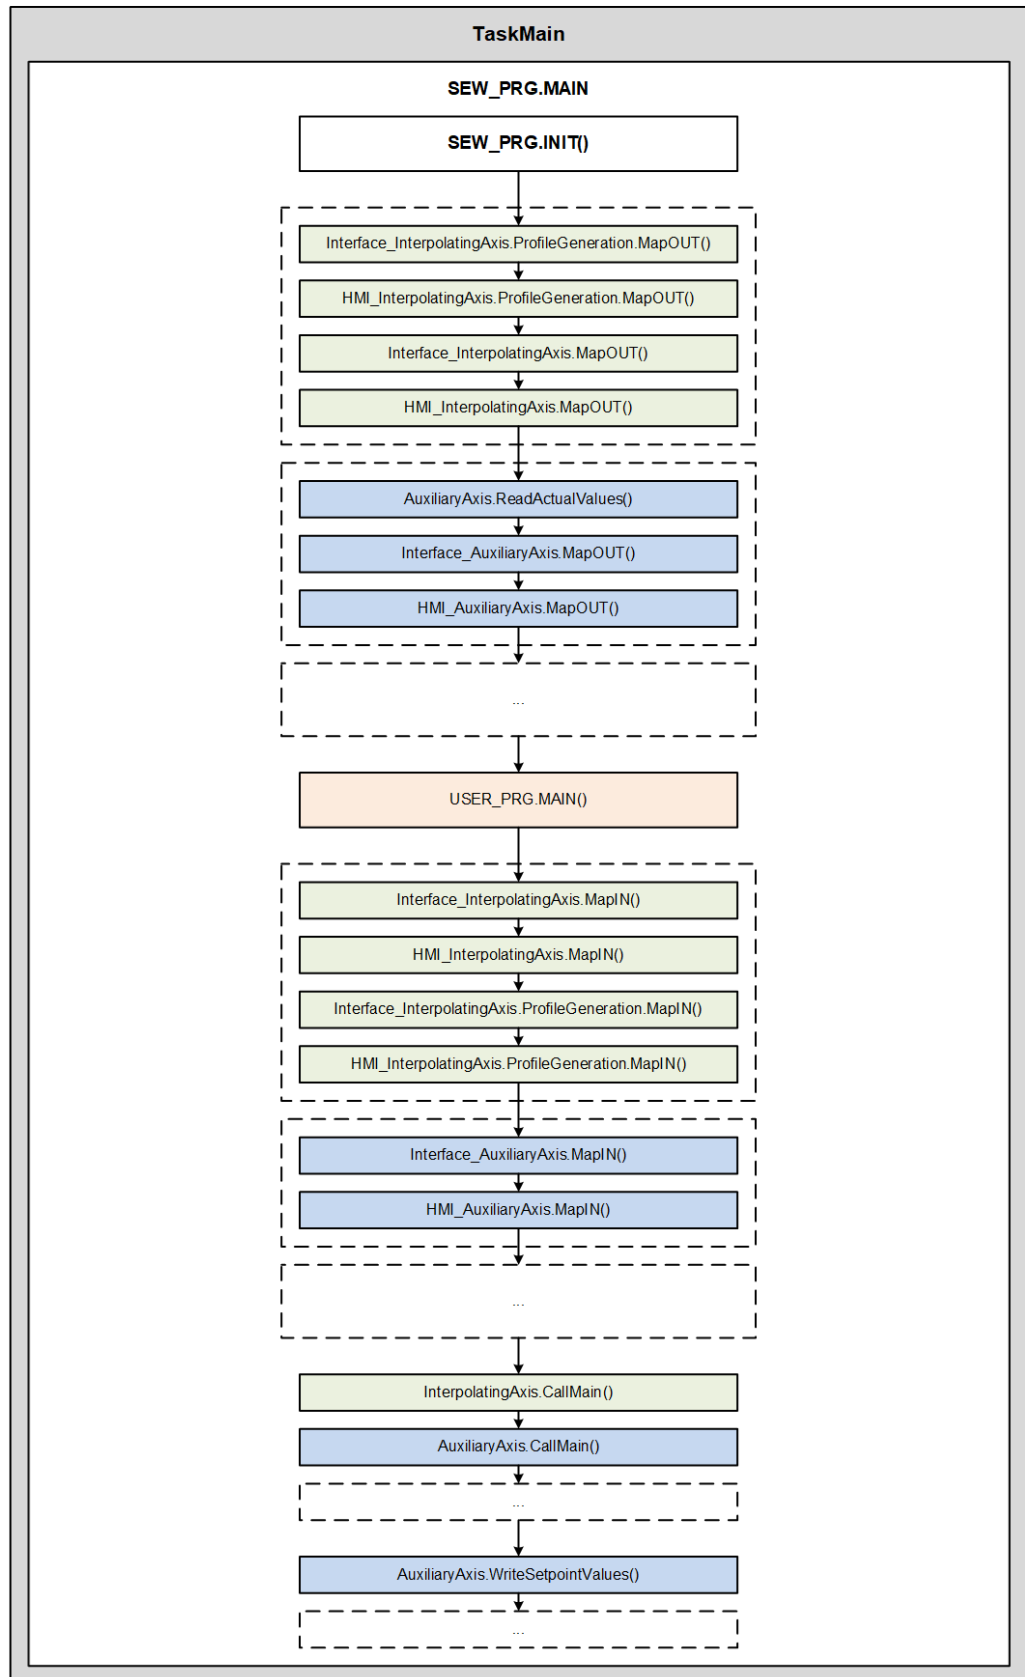 TaskMain
SEW_PRG.MAIN
SEW_PRG.INIT()
Interface_InterpolatingAxis.ProfileGeneration.MapOUT()
HMI_InterpolatingAxis.ProfileGeneration.MapOUT()
Interface_InterpolatingAxis.MapOUT()
HMI_InterpolatingAxis.MapOUT()
AuxiliaryAxis.ReadActualValues()
Interface_AuxiliaryAxis.MapOUT()
HMI_AuxiliaryAxis.MapOUT()
...
USER_PRG.MAIN()
Interface_InterpolatingAxis.MapIN()
HMI_InterpolatingAxis.MapIN()
Interface_InterpolatingAxis.ProfileGeneration.MapIN()
HMI_InterpolatingAxis.ProfileGeneration.MapIN()
Interface_AuxiliaryAxis.MapIN()
HMI_AuxiliaryAxis.MapIN()
...
InterpolatingAxis.CallMain()
AuxiliaryAxis.CallMain()
...
AuxiliaryAxis.WriteSetpointValues()
...